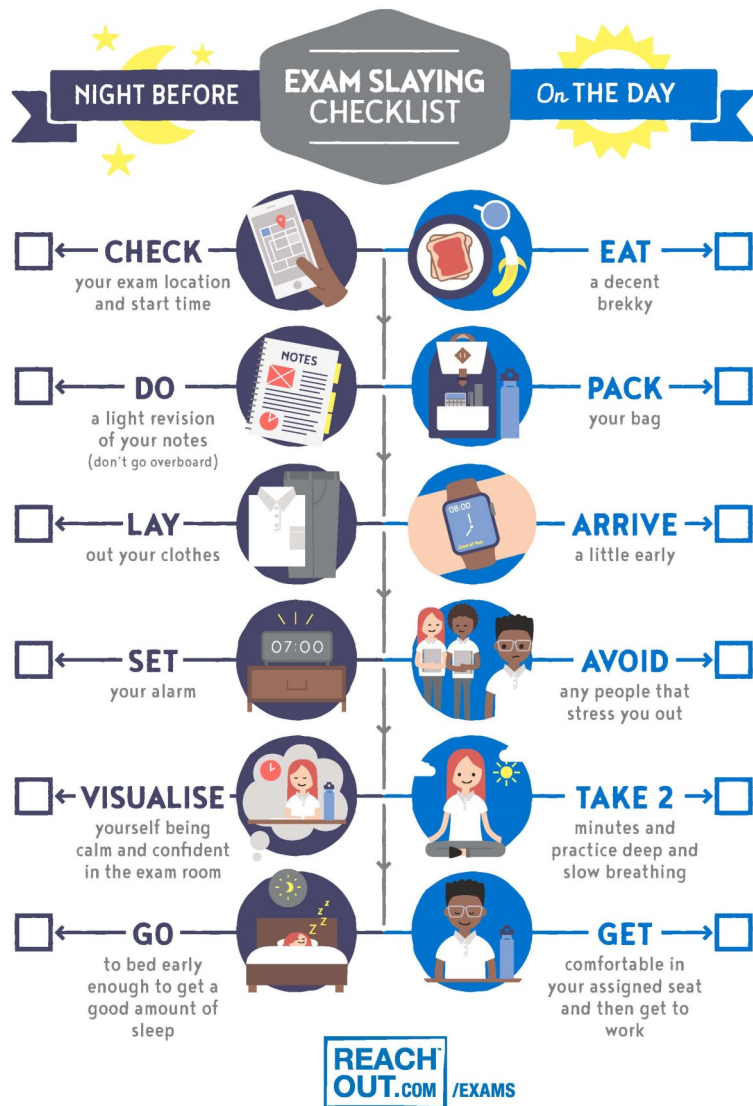 NIGHT BEFORE
EXAM SLAYING
CHECKLIST
On THE DAY
CHECK
your exam location
and start time
DO
a light revision
of your notes
(don't go overboard)
NOTES
LAY
out your clothes
SET
your alarm
07:00
VISUALISE
yourself being
calm and confident
in the exam room
GO
to bed early
enough to get a
good amount of
sleep
z z z z
EAT
a decent
brekky
PACK
your bag
08:00
ARRIVE
a little early
AVOID
any people that
stress you out
TAKE 2
minutes and
practice deep and
slow breathing
GET
comfortable in
your assigned seat
and then get to
work
REACH
OUT.COM /EXAMS